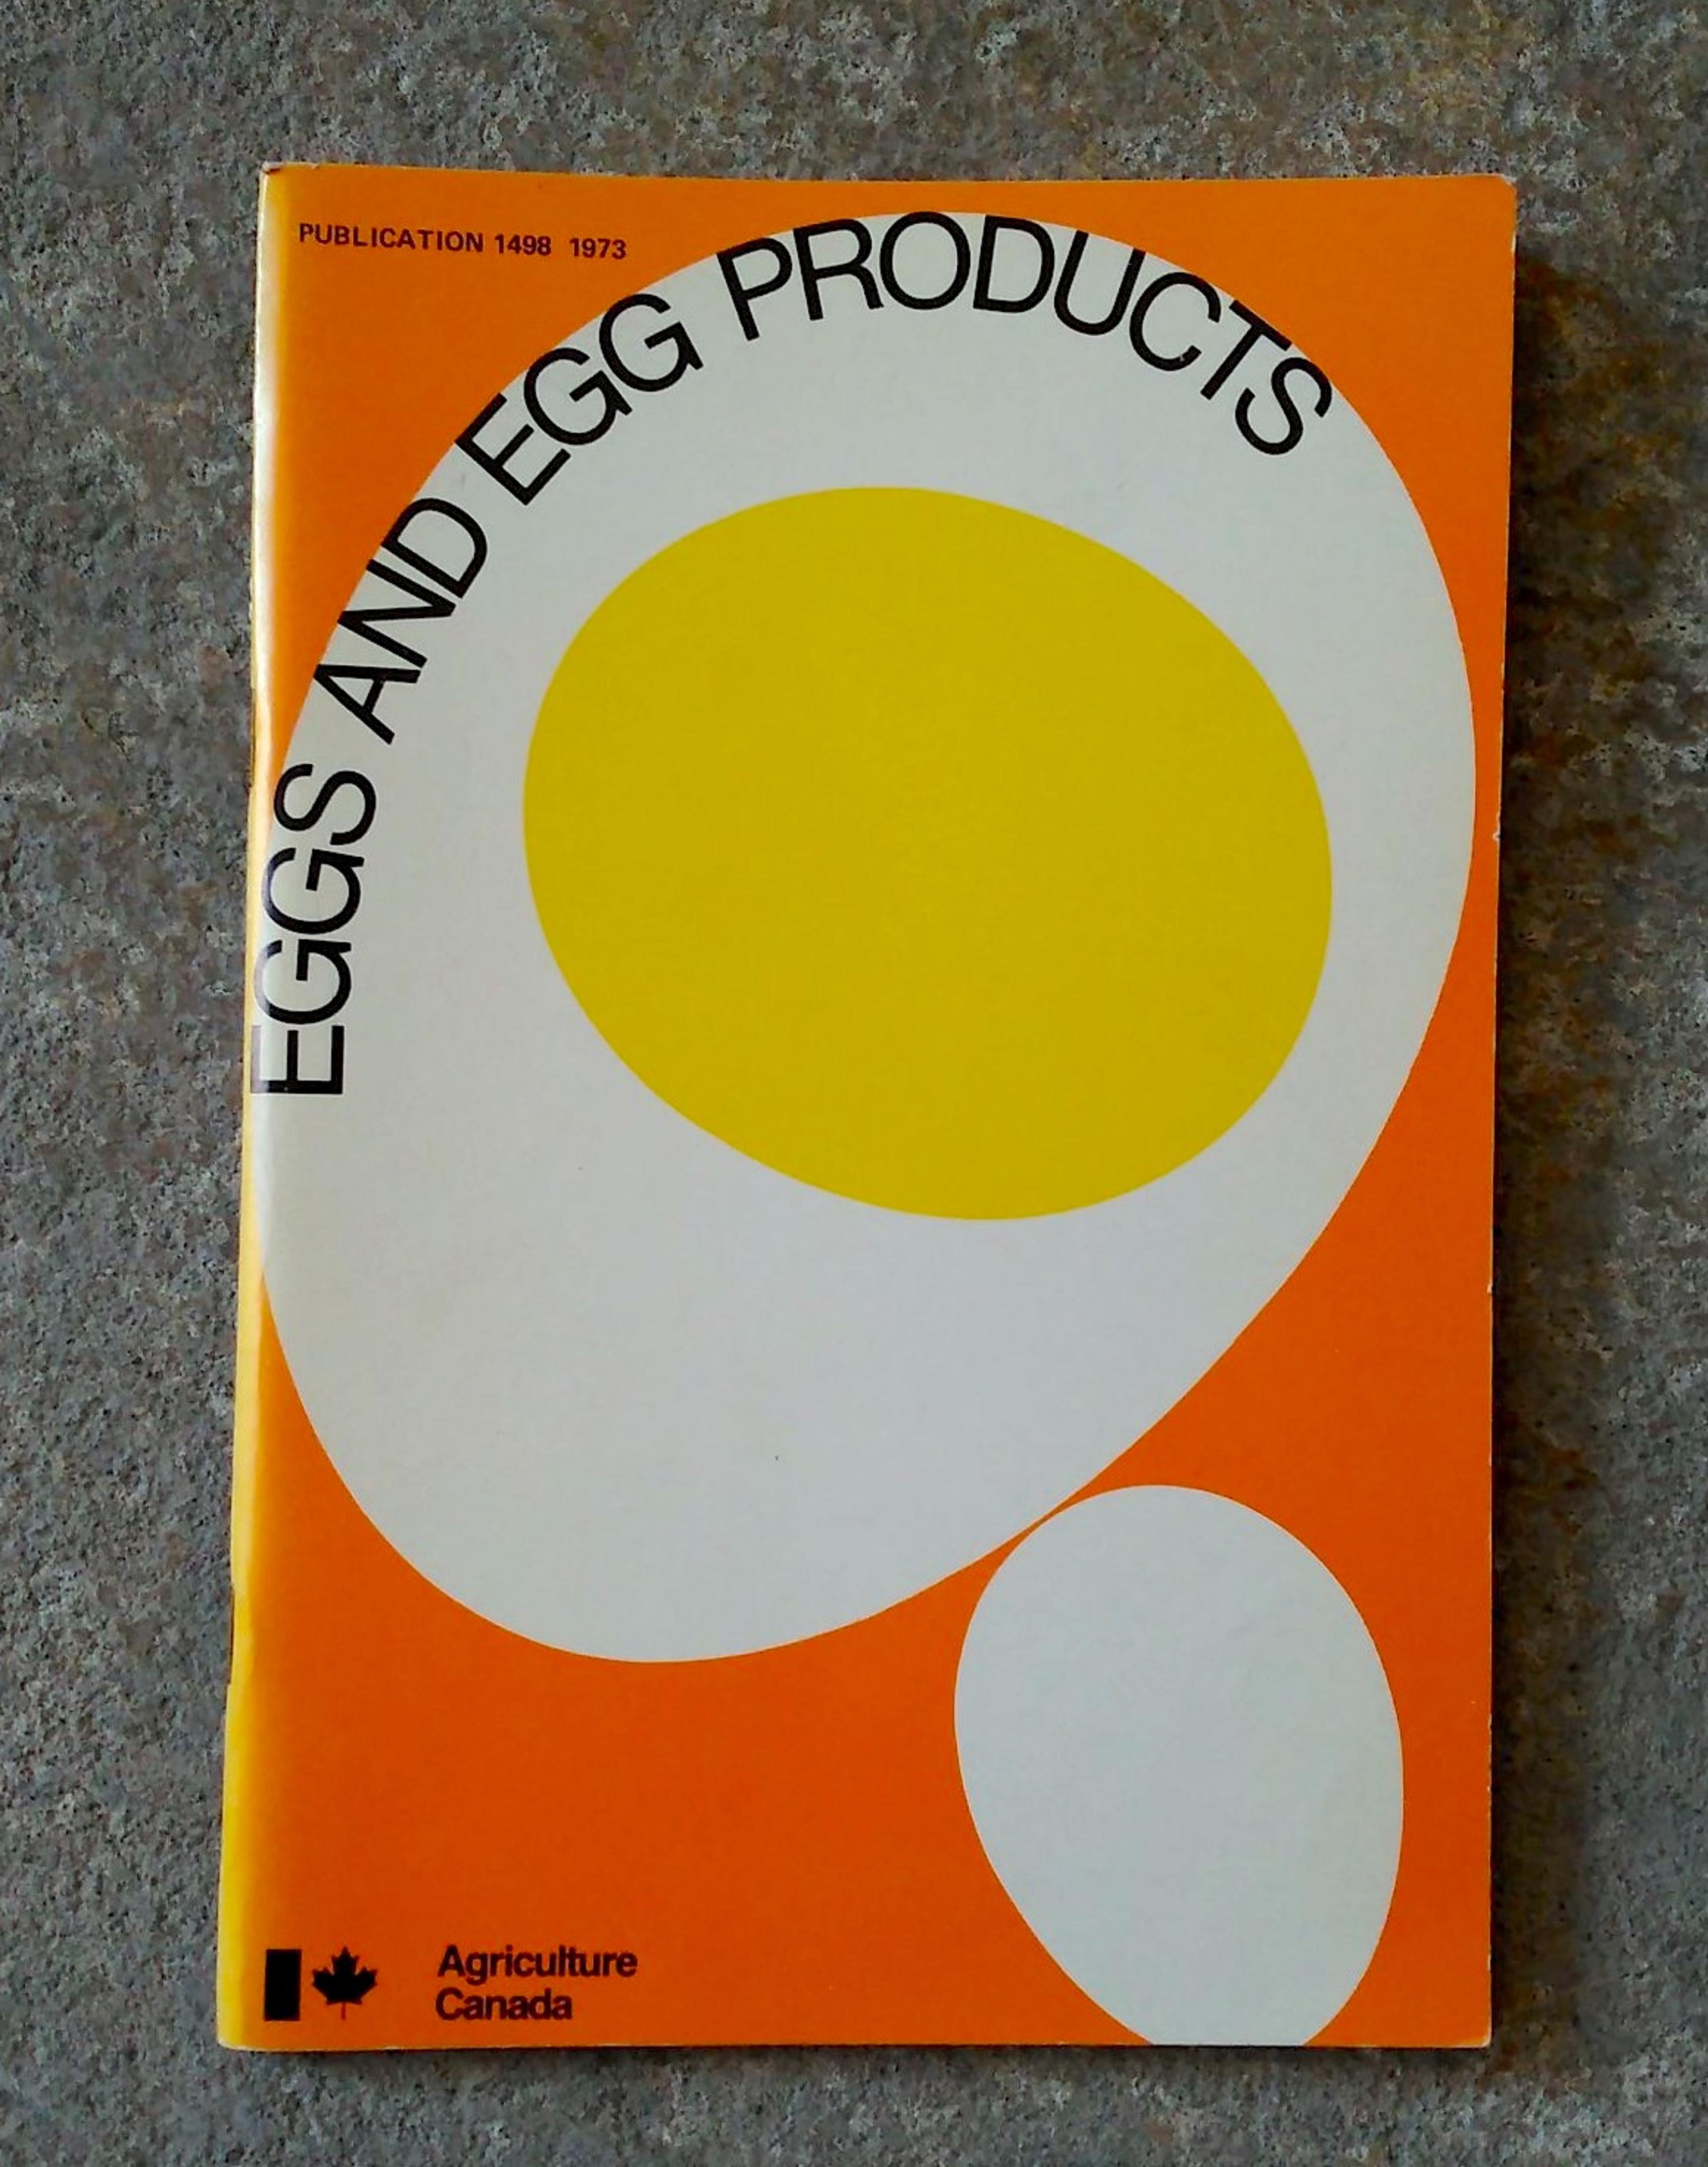 PUBLICATION 1498 1973
EGGS AND EGG PRODUCTS
Agriculture
Canada